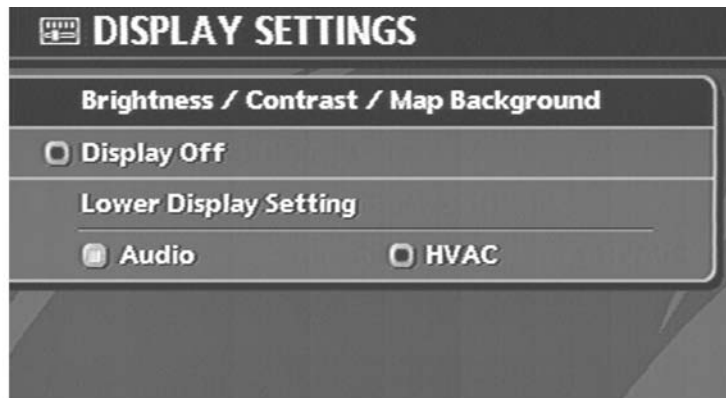 DISPLAY SETTINGS
Brightness / Contrast / Map Background
Display Off
Lower Display Setting
Audio HVAC